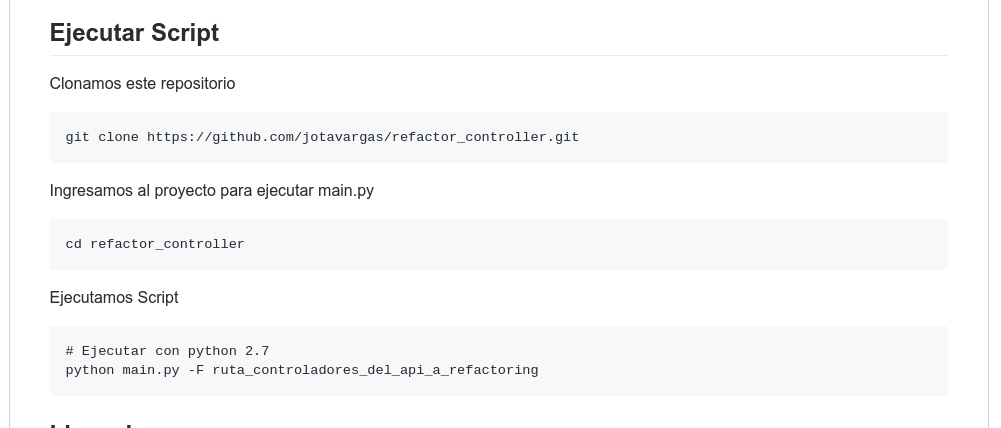 Ejecutar Script
Clonamos este repositorio
git clone https://github.com/jotavargas/refactor_controller.git
Ingresamos al proyecto para ejecutar main.py
cd refactor_controller
Ejecutamos Script
# Ejecutar con python 2.7
python main.py -F ruta_controladores_del_api_a_refactoring